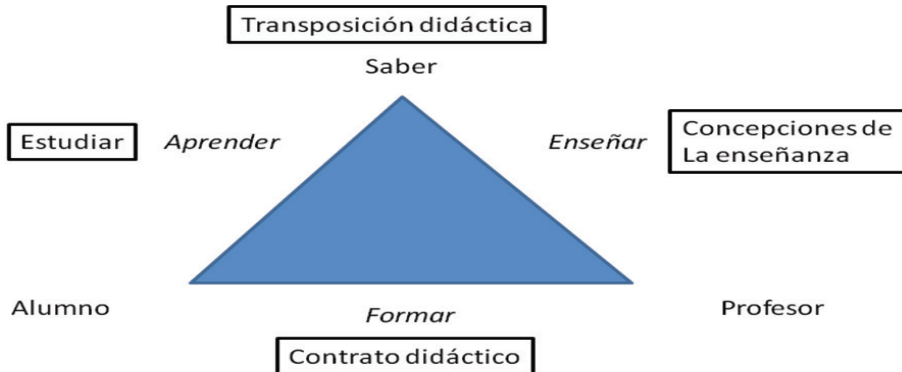 Transposición didáctica
Saber
Estudiar
Aprender
Enseñar
Concepciones de
La enseñanza
Alumno
Formar
Profesor
Contrato didáctico